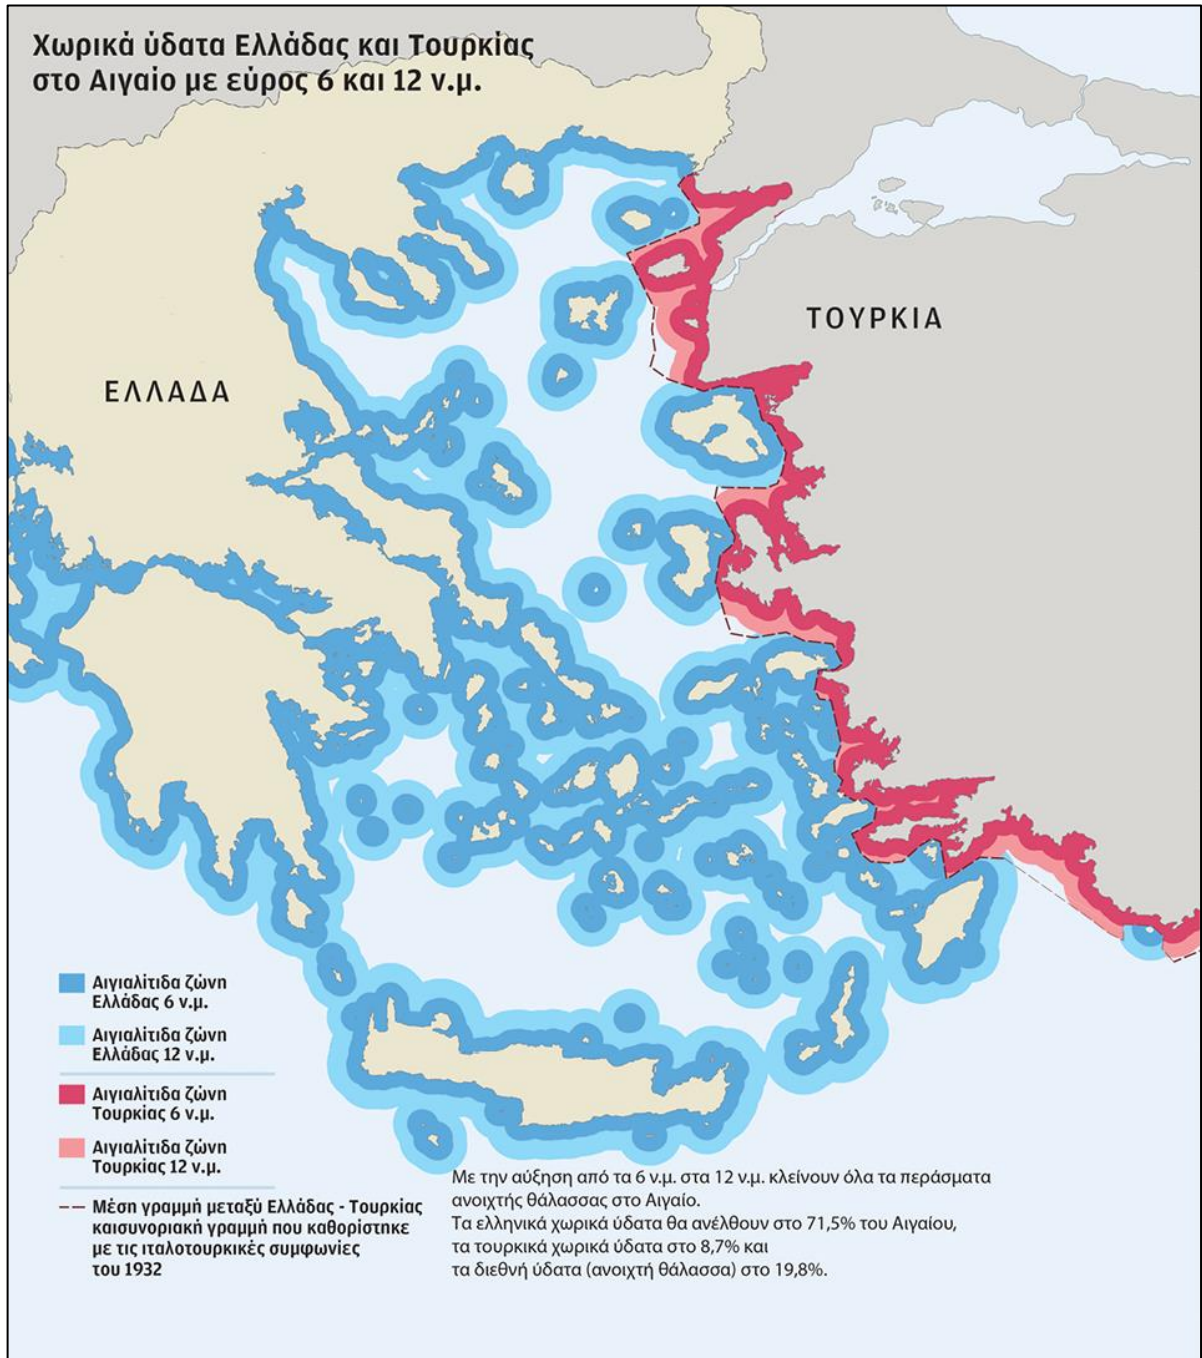 Χωρικά ύδατα Ελλάδας και Τουρκίας
στο Αιγαίο με εύρος 6 και 12 ν.μ.
ΤΟΥΡΚΙΑ
ΕΛΛΑΔΑ
Αιγιαλίτιδα ζώνη
Ελλάδας 6 ν.μ.
Αιγιαλίτιδα ζώνη
Ελλάδας 12 ν.μ.
Αιγιαλίτιδα ζώνη
Τουρκίας 6 ν.μ.
Αιγιαλίτιδα ζώνη
Τουρκίας 12 ν.μ.
Μέση γραμμή μεταξύ Ελλάδας - Τουρκίας
καισυνοριακή γραμμή που καθορίστηκε
με τις ιταλοτουρκικές συμφωνίες
του 1932
Με την αύξηση από τα 6 ν.μ. στα 12 ν.μ. κλείνουν όλα τα περάσματα
ανοιχτής θάλασσας στο Αιγαίο.
Τα ελληνικά χωρικά ύδατα θα ανέλθουν στο 71,5% του Αιγαίου,
τα τουρκικά χωρικά ύδατα στο 8,7% και
τα διεθνή ύδατα (ανοιχτή θάλασσα) στο 19,8%.